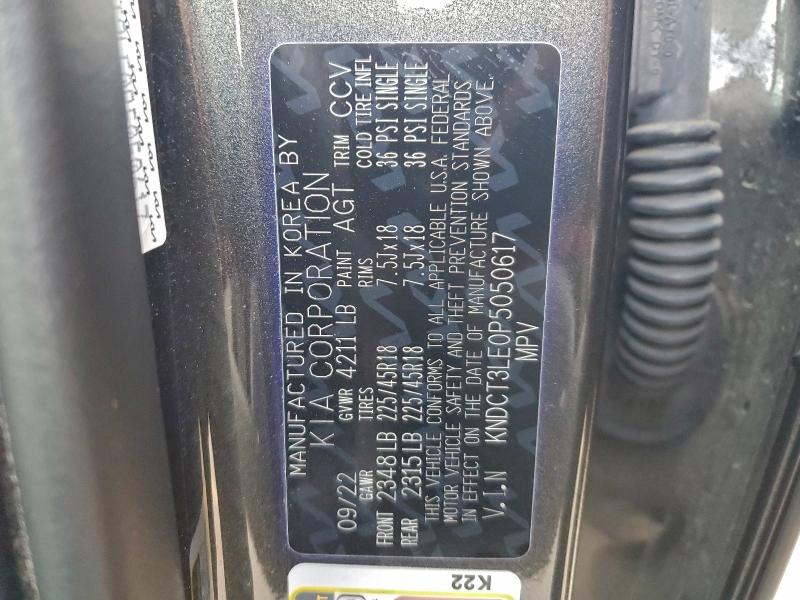 MANUFACTURED IN KOREA BY
KIA CORPORATION
09/22 GVWR 4211 LB PAINT AGT TRIM CCV
GAWR TIRES RIMS COLD TIRE INFL
FRONT 2348 LB 225/45R18 7.5Jx18 36 PSI SINGLE
REAR 2315 LB 225/45R18 7.5Jx18 36 PSI SINGLE
THIS VEHICLE CONFORMS TO ALL APPLICABLE U.S.A. FEDERAL
MOTOR VEHICLE SAFETY AND THEFT PREVENTION STANDARDS
IN EFFECT ON THE DATE OF MANUFACTURE SHOWN ABOVE.
V.I.N KNDCT3LE0P5050617
MPV
K22